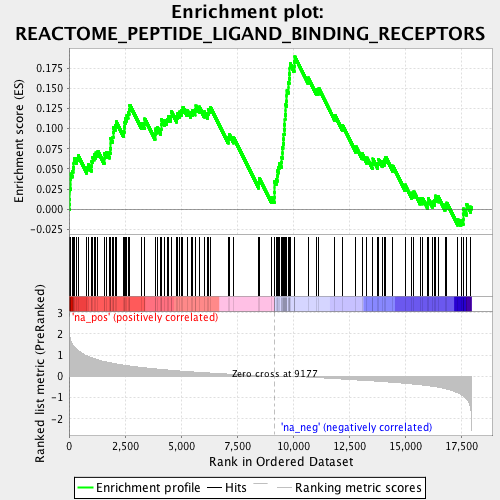 Enrichment plot:
REACTOME_PEPTIDE_LIGAND_BINDING_RECEPTORS
Enrichment score (ES)
0.175
0.150
0.125
0.100
0.075
0.050
0.025
0.000
-0.025
Ranked list metric (PreRanked)
3
2
1
0
-1
-2
'na_pos' (positively correlated)
Zero cross at 9177
'na_neg' (negatively correlated)
0
2,500
5,000
7,500
10,000
12,500
15,000
17,500
Rank in Ordered Dataset
Enrichment profile
Hits
Ranking metric scores